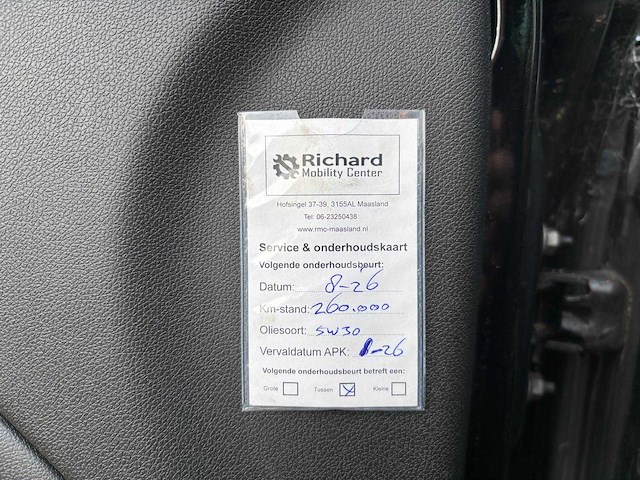 Richard
Mobility Center
Hofsingel 37-39, 3155AL Maasland
Tel: 06-23250438
www.rmc-maasland.nl
Service & onderhoudskaart
Volgende onderhoudsbeurt:
Datum: 8-26
Km-stand: 260.000
Oliesoort: 5W30
Vervaldatum APK: 1-26
Volgende onderhoudsbeurt betreft een:
Grote Tussen Kleine